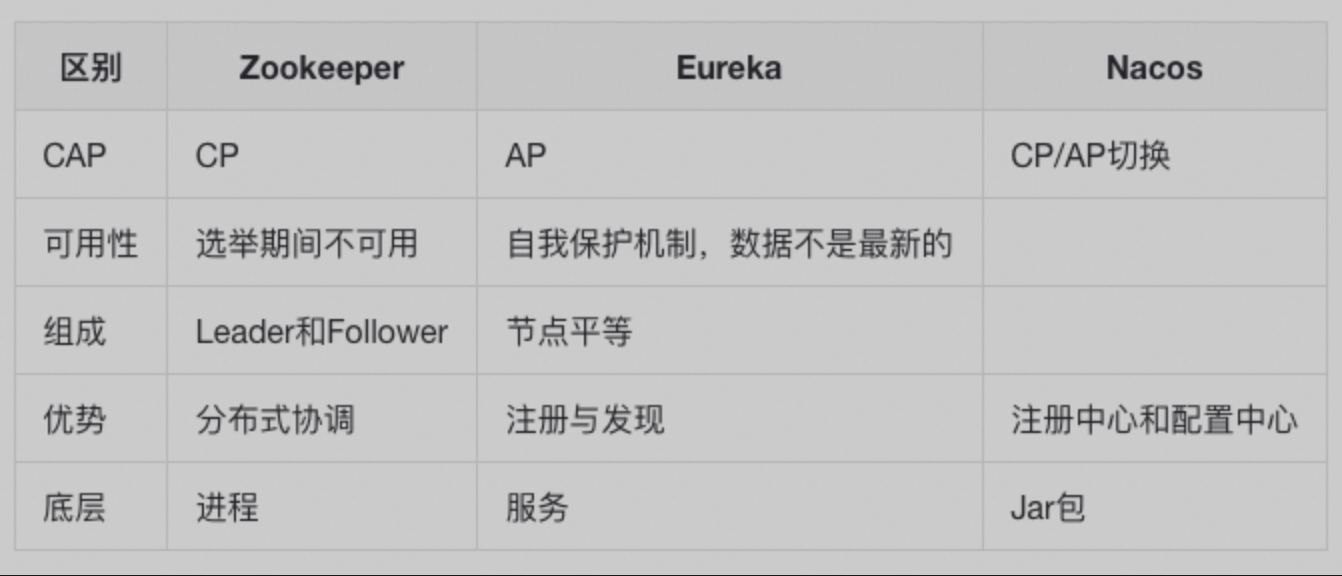 区别 Zookeeper Eureka Nacos
CAP CP AP CP/AP切换
可用性 选举期间不可用 自我保护机制，数据不是最新的
组成 Leader和Follower 节点平等
优势 分布式协调 注册与发现 注册中心和配置中心
底层 进程 服务 Jar包